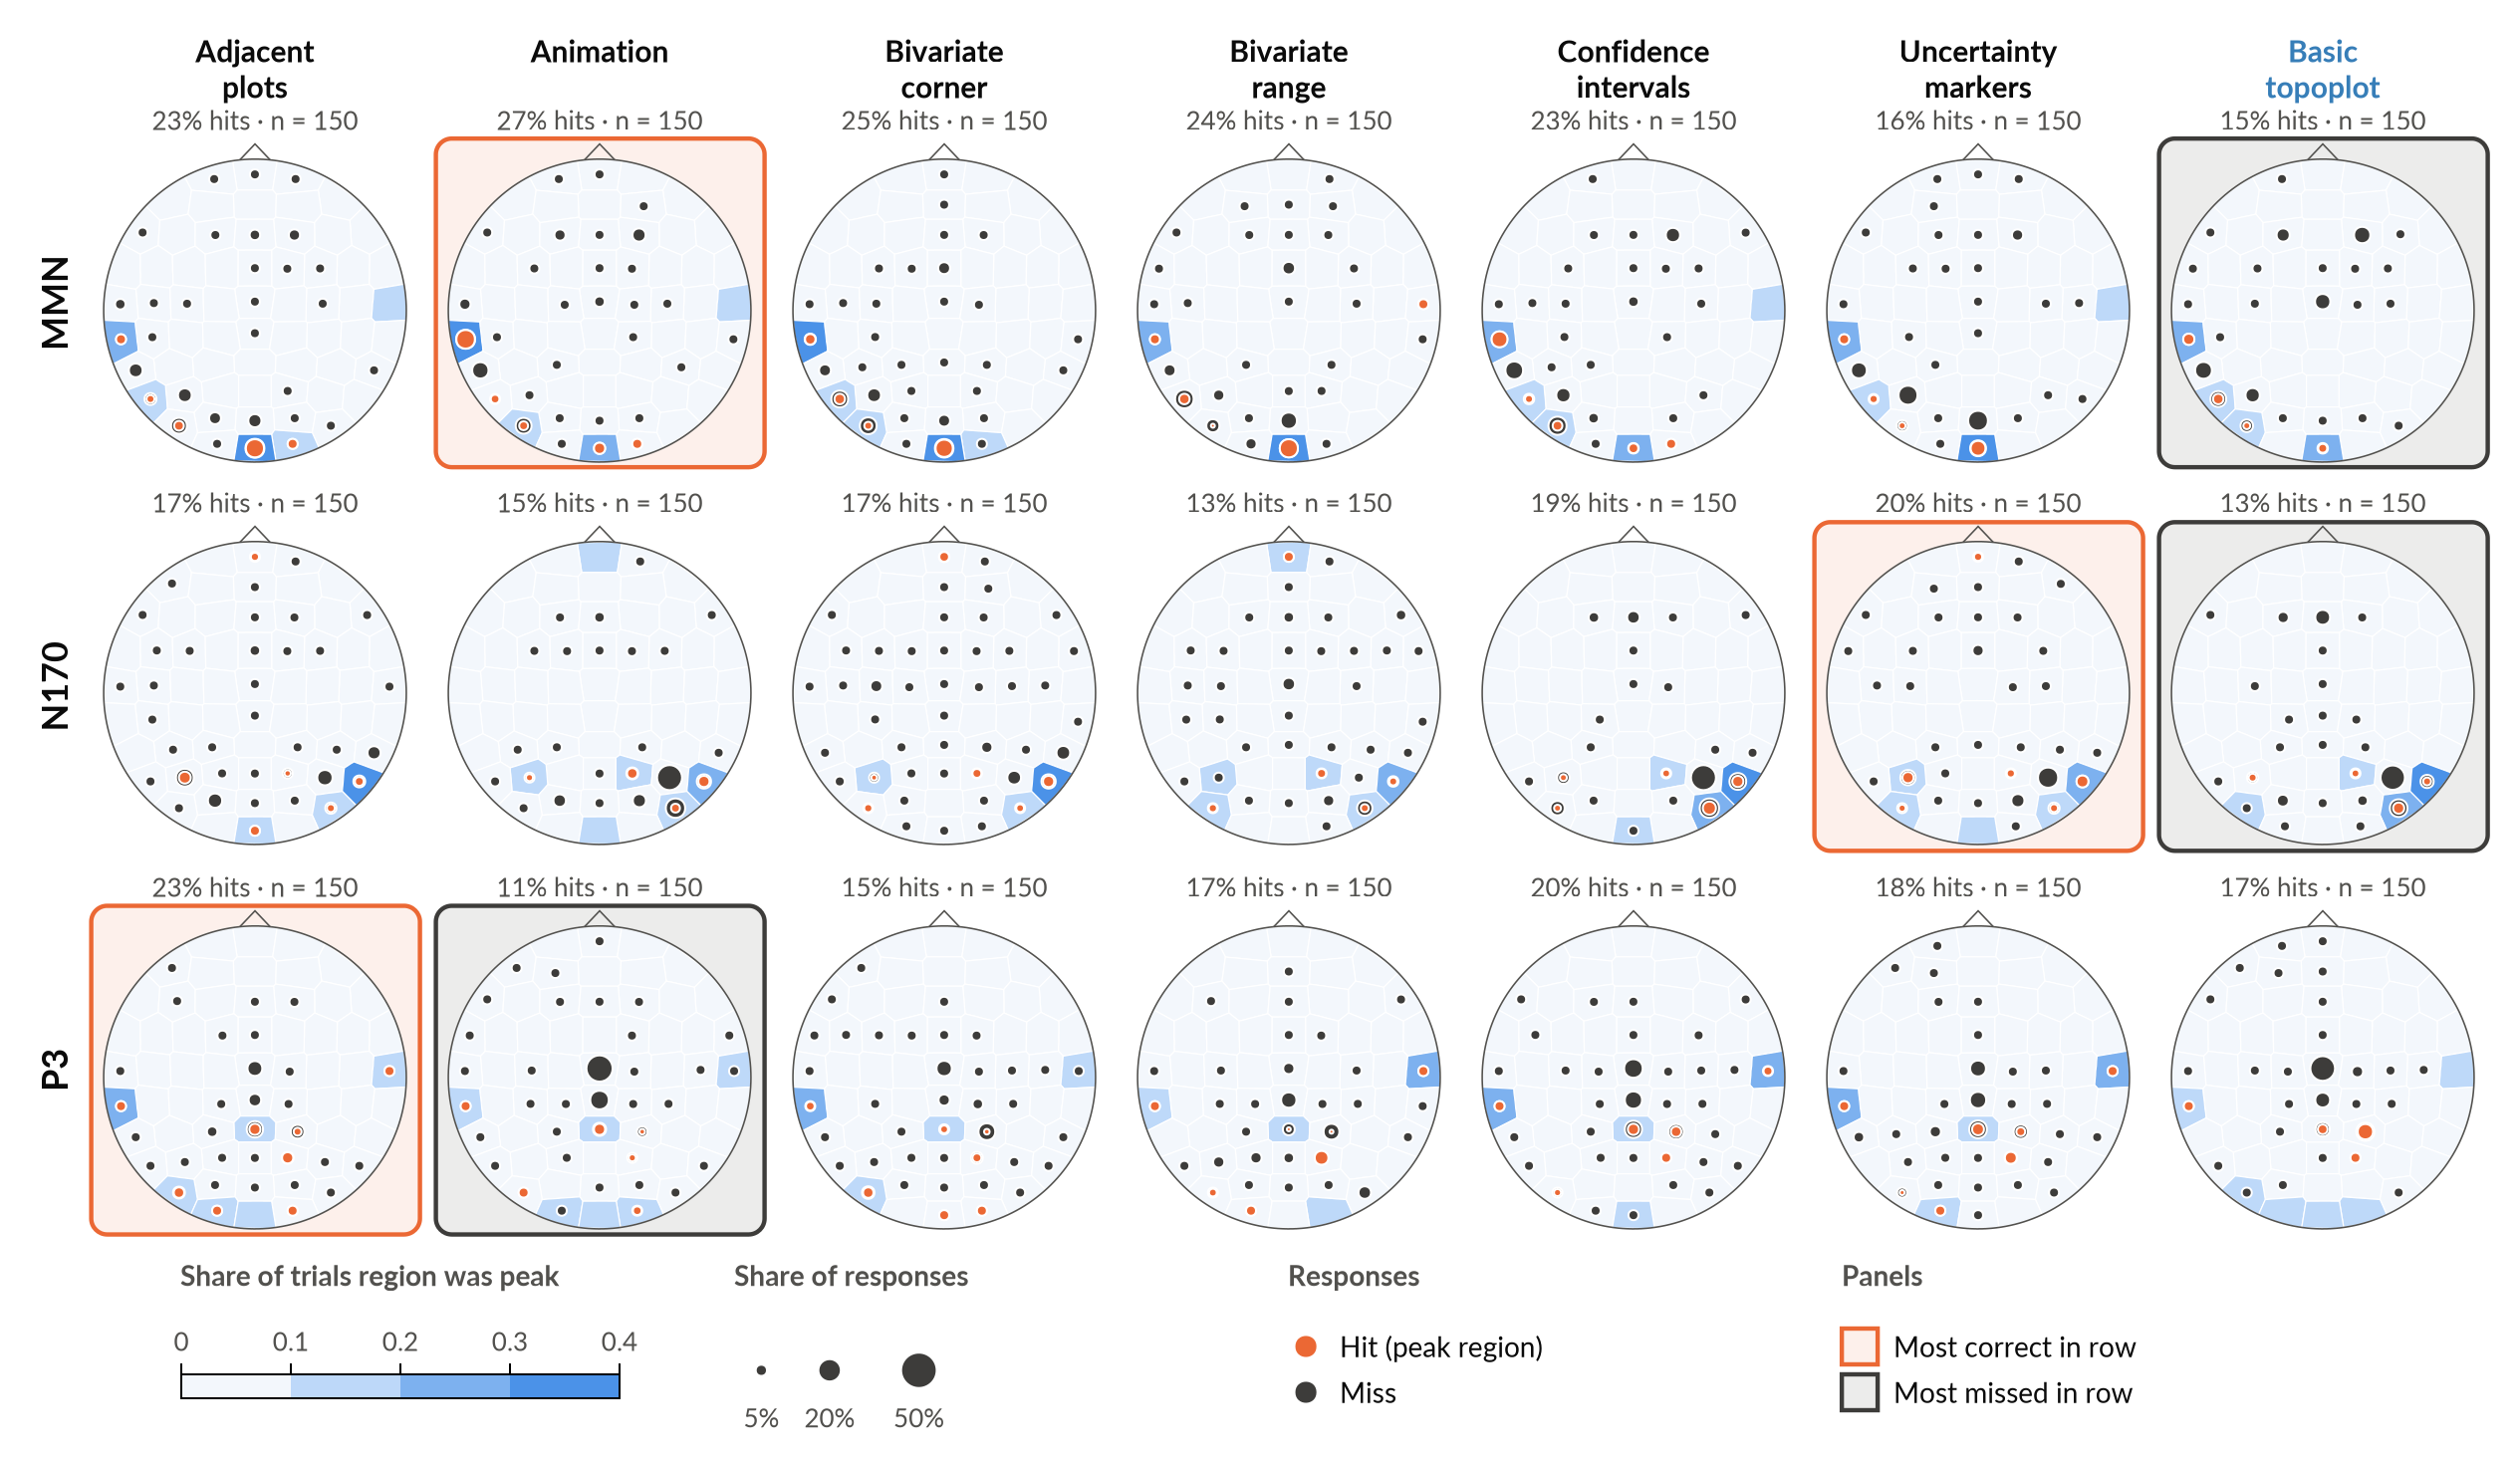 Adjacent
plots
Animation
Bivariate
corner
Bivariate
range
Confidence
intervals
Uncertainty
markers
Basic
topoplot
23% hits · n = 150
27% hits · n = 150
25% hits · n = 150
24% hits · n = 150
23% hits · n = 150
16% hits · n = 150
15% hits · n = 150
MMN
17% hits · n = 150
15% hits · n = 150
17% hits · n = 150
13% hits · n = 150
19% hits · n = 150
20% hits · n = 150
13% hits · n = 150
N170
23% hits · n = 150
11% hits · n = 150
15% hits · n = 150
17% hits · n = 150
20% hits · n = 150
18% hits · n = 150
17% hits · n = 150
P3
Share of trials region was peak
0 0.1 0.2 0.3 0.4
Share of responses
5% 20% 50%
Responses
Hit (peak region)
Miss
Panels
Most correct in row
Most missed in row